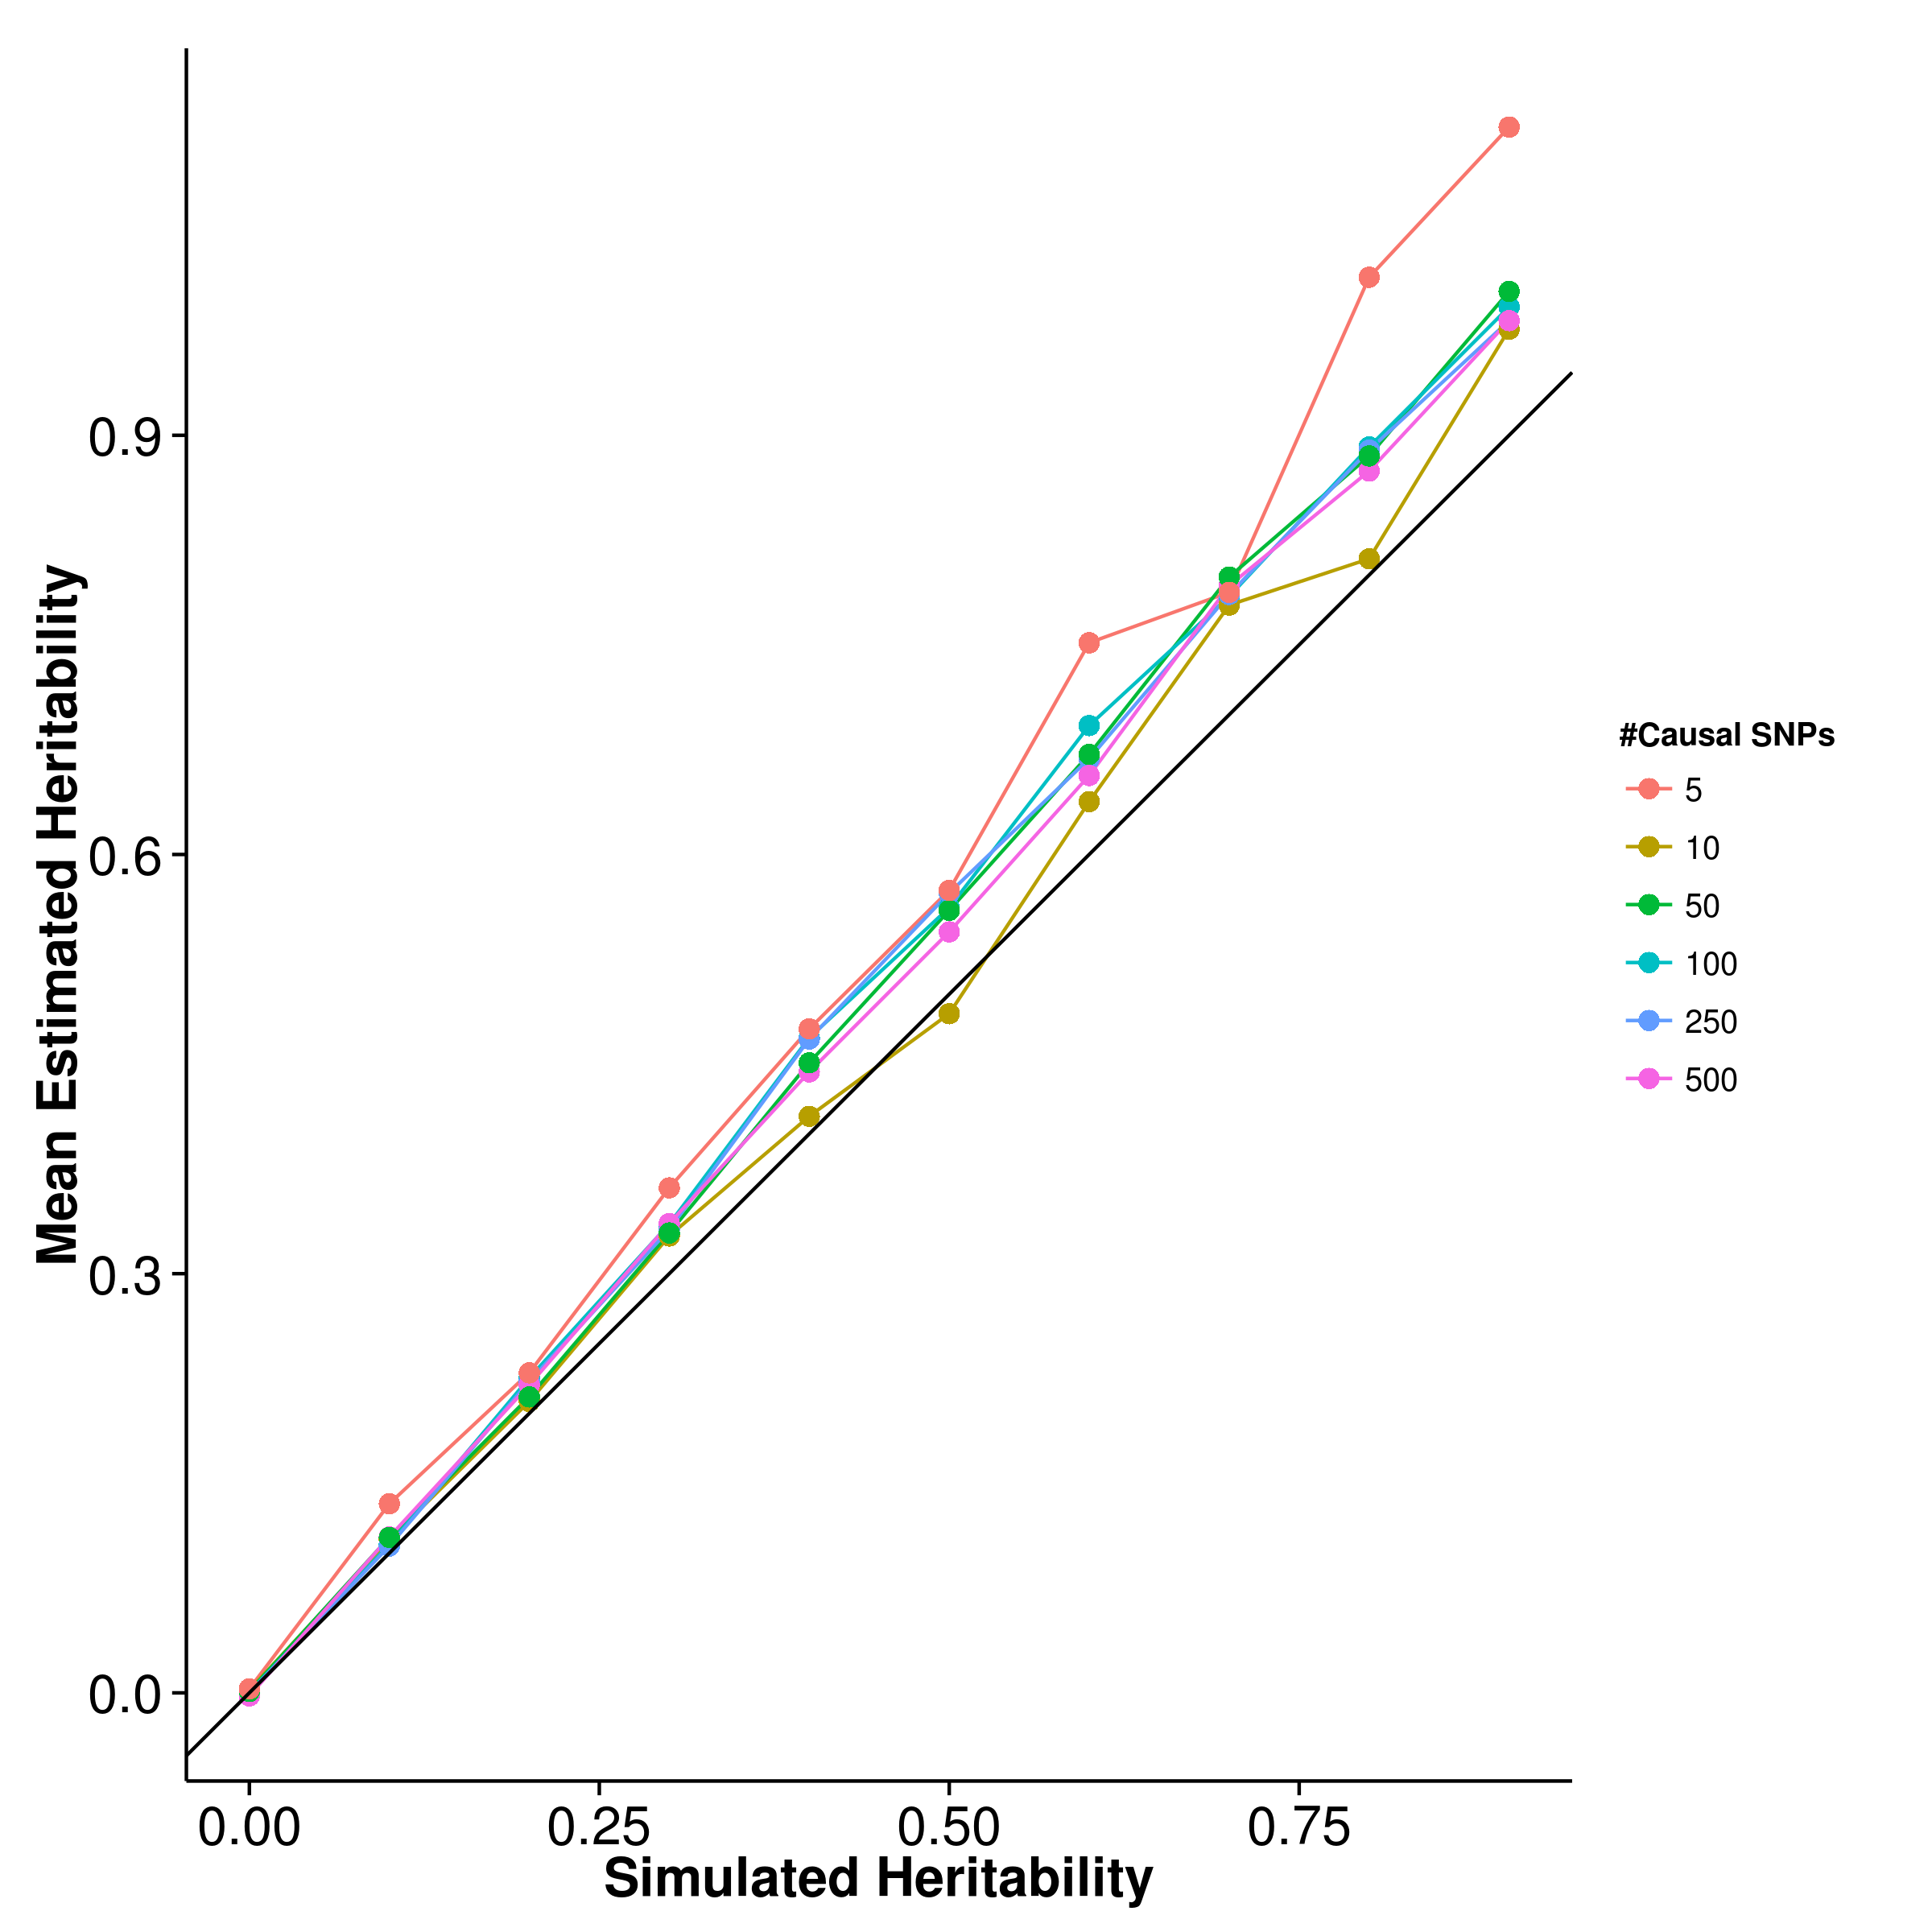 0.9
0.6
0.3
0.0
Mean Estimated Heritability
0.00 0.25 0.50 0.75
Simulated Heritability
#Causal SNPs
5
10
50
100
250
500